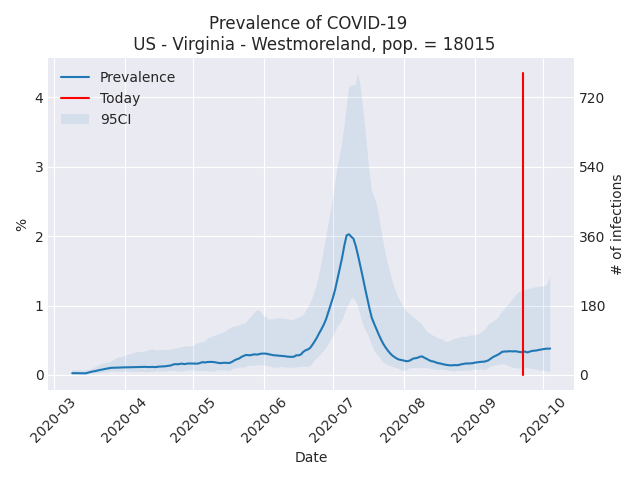 Prevalence of COVID-19
US - Virginia - Westmoreland, pop. = 18015
Prevalence
Today
95CI
4
3
2
1
0
%
720
540
360
180
0
# of infections
2020-03
2020-04
2020-05
2020-06
2020-07
2020-08
2020-09
2020-10
Date